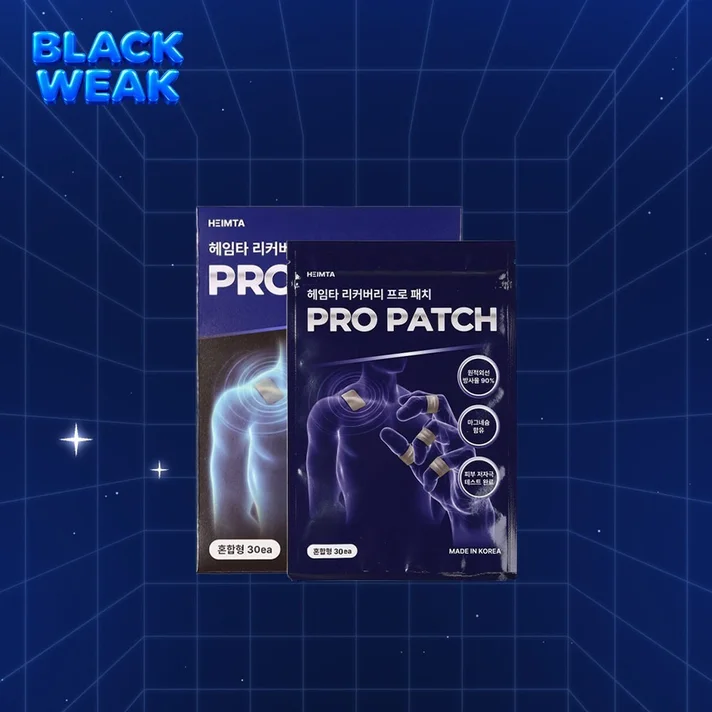 BLACK
WEAK
HEIMTA
헤임타 리커버
PRO
혼합형 30ea
HEIMTA
헤임타 리커버리 프로 패치
PRO PATCH
원적외선
방사율 90%
마그네슘
함유
피부 저자극
테스트 완료
혼합형 30ea
MADE IN KOREA